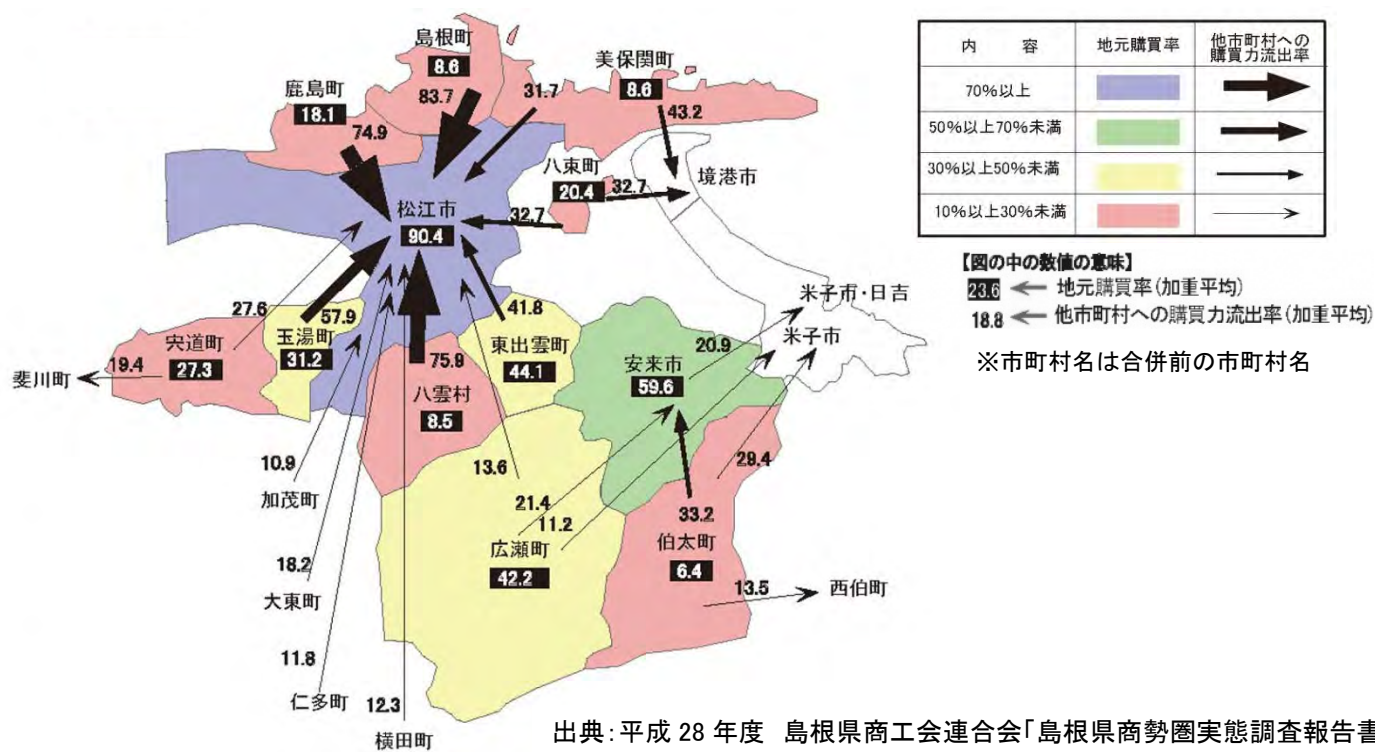 島根町
8.6
83.7
鹿島町
18.1
74.9
31.7
美保関町
8.6
43.2
八束町
20.4
32.7
32.7
境港市
松江市
90.4
27.6
57.9
41.8
宍道町
27.3
19.4
斐川町
玉湯町
31.2
75.9
八雲村
8.5
東出雲町
44.1
安来市
59.6
20.9
米子市・日吉
米子市
10.9
加茂町
13.6
21.4
11.2
広瀬町
42.2
29.4
33.2
伯太町
6.4
13.5
西伯町
18.2
大東町
11.8
仁多町
12.3
横田町
内　容 地元購買率 他市町村への購買力流出率
70%以上
50%以上70%未満
30%以上50%未満
10%以上30%未満
【図の中の数値の意味】
23.6 地元購買率(加重平均)
18.8 他市町村への購買力流出率(加重平均)
※市町村名は合併前の市町村名
出典：平成 28 年度 島根県商工会連合会「島根県商勢圏実態調査報告書